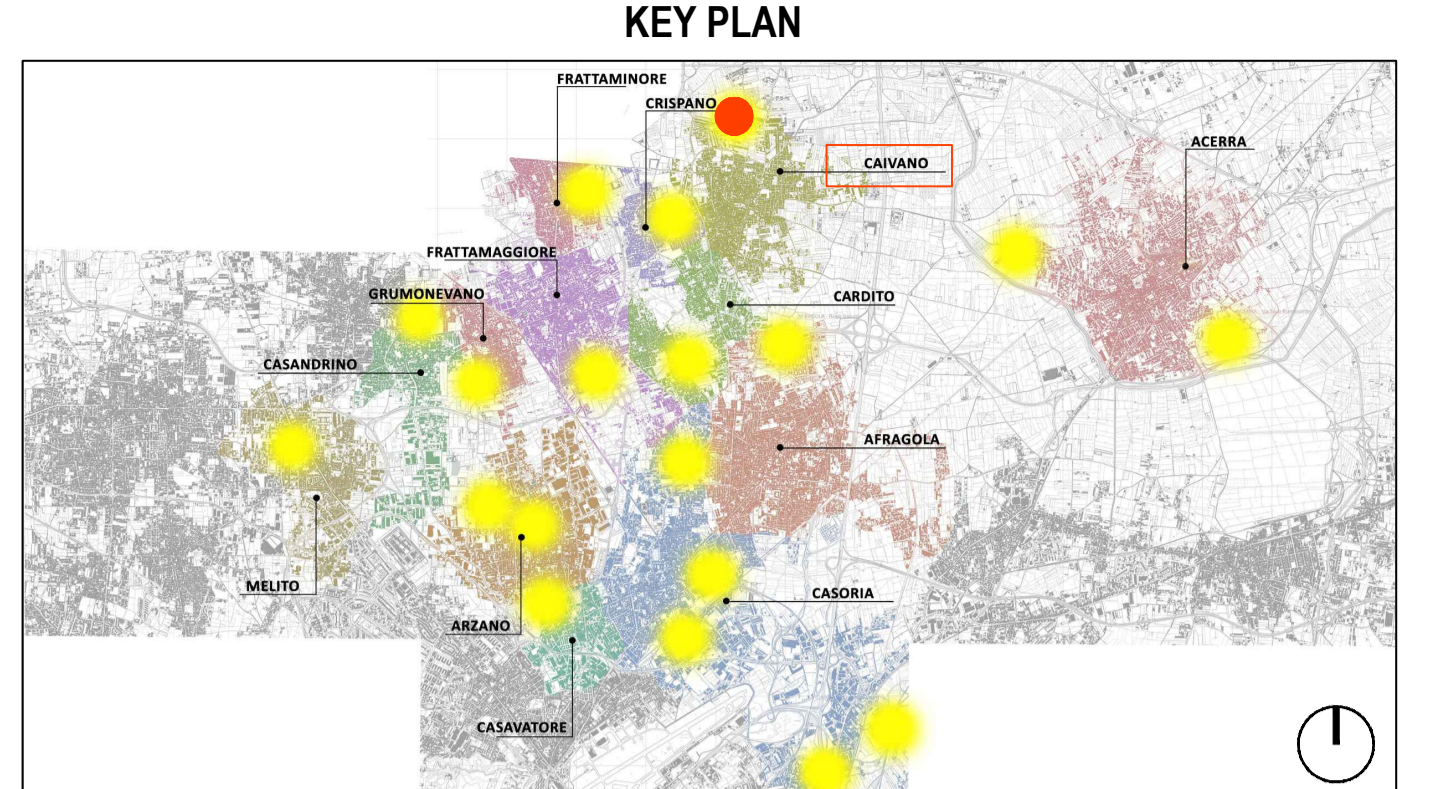 KEY PLAN
FRATTAMINORE
CRISPANO
ACERRA
CAIVANO
FRATTAMAGGIORE
GRUMONEVANO
CARDITO
CASANDRINO
AFRAGOLA
MELITO
CASORIA
ARZANO
CASAVATORE